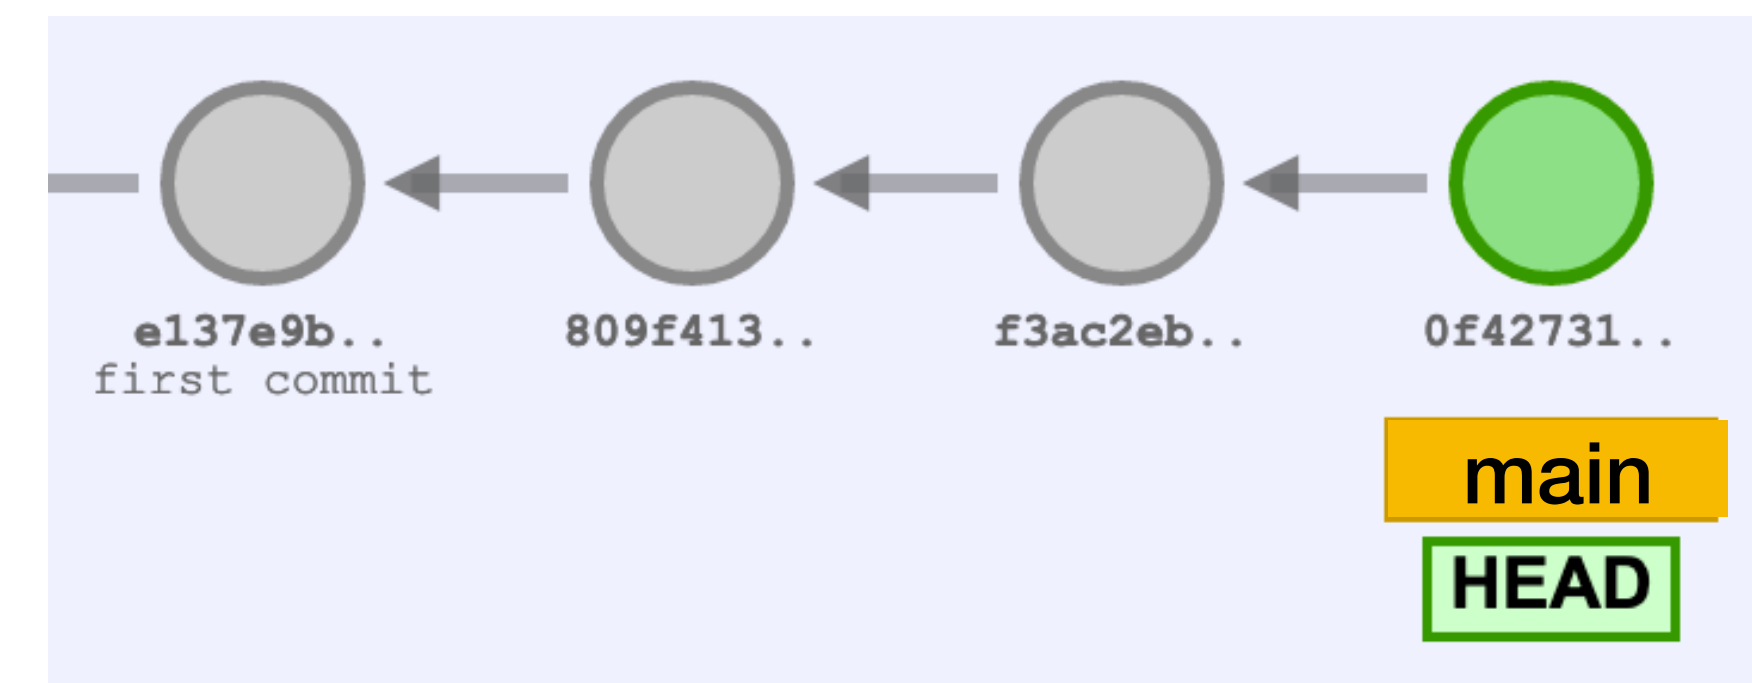 e137e9b..
first commit
809f413..
f3ac2eb..
0f42731..
main
HEAD